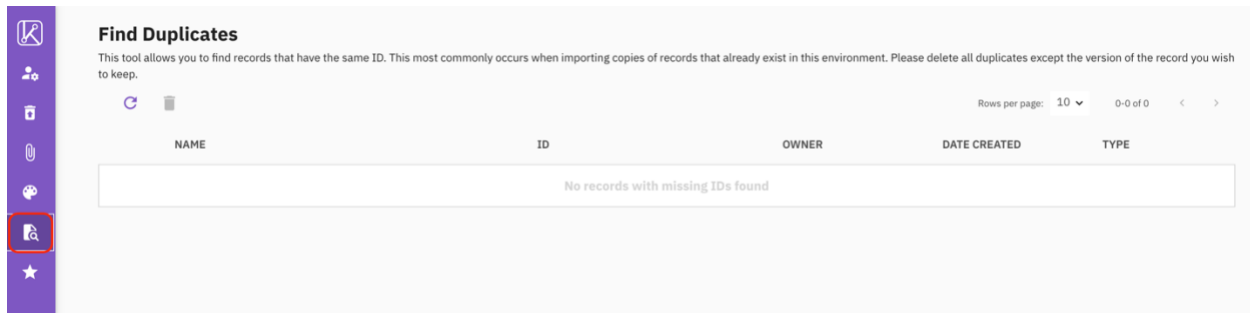 Find Duplicates
This tool allows you to find records that have the same ID. This most commonly occurs when importing copies of records that already exist in this environment. Please delete all duplicates except the version of the record you wish
to keep.
Rows per page: 10 0-0 of 0
NAME ID OWNER DATE CREATED TYPE
No records with missing IDs found